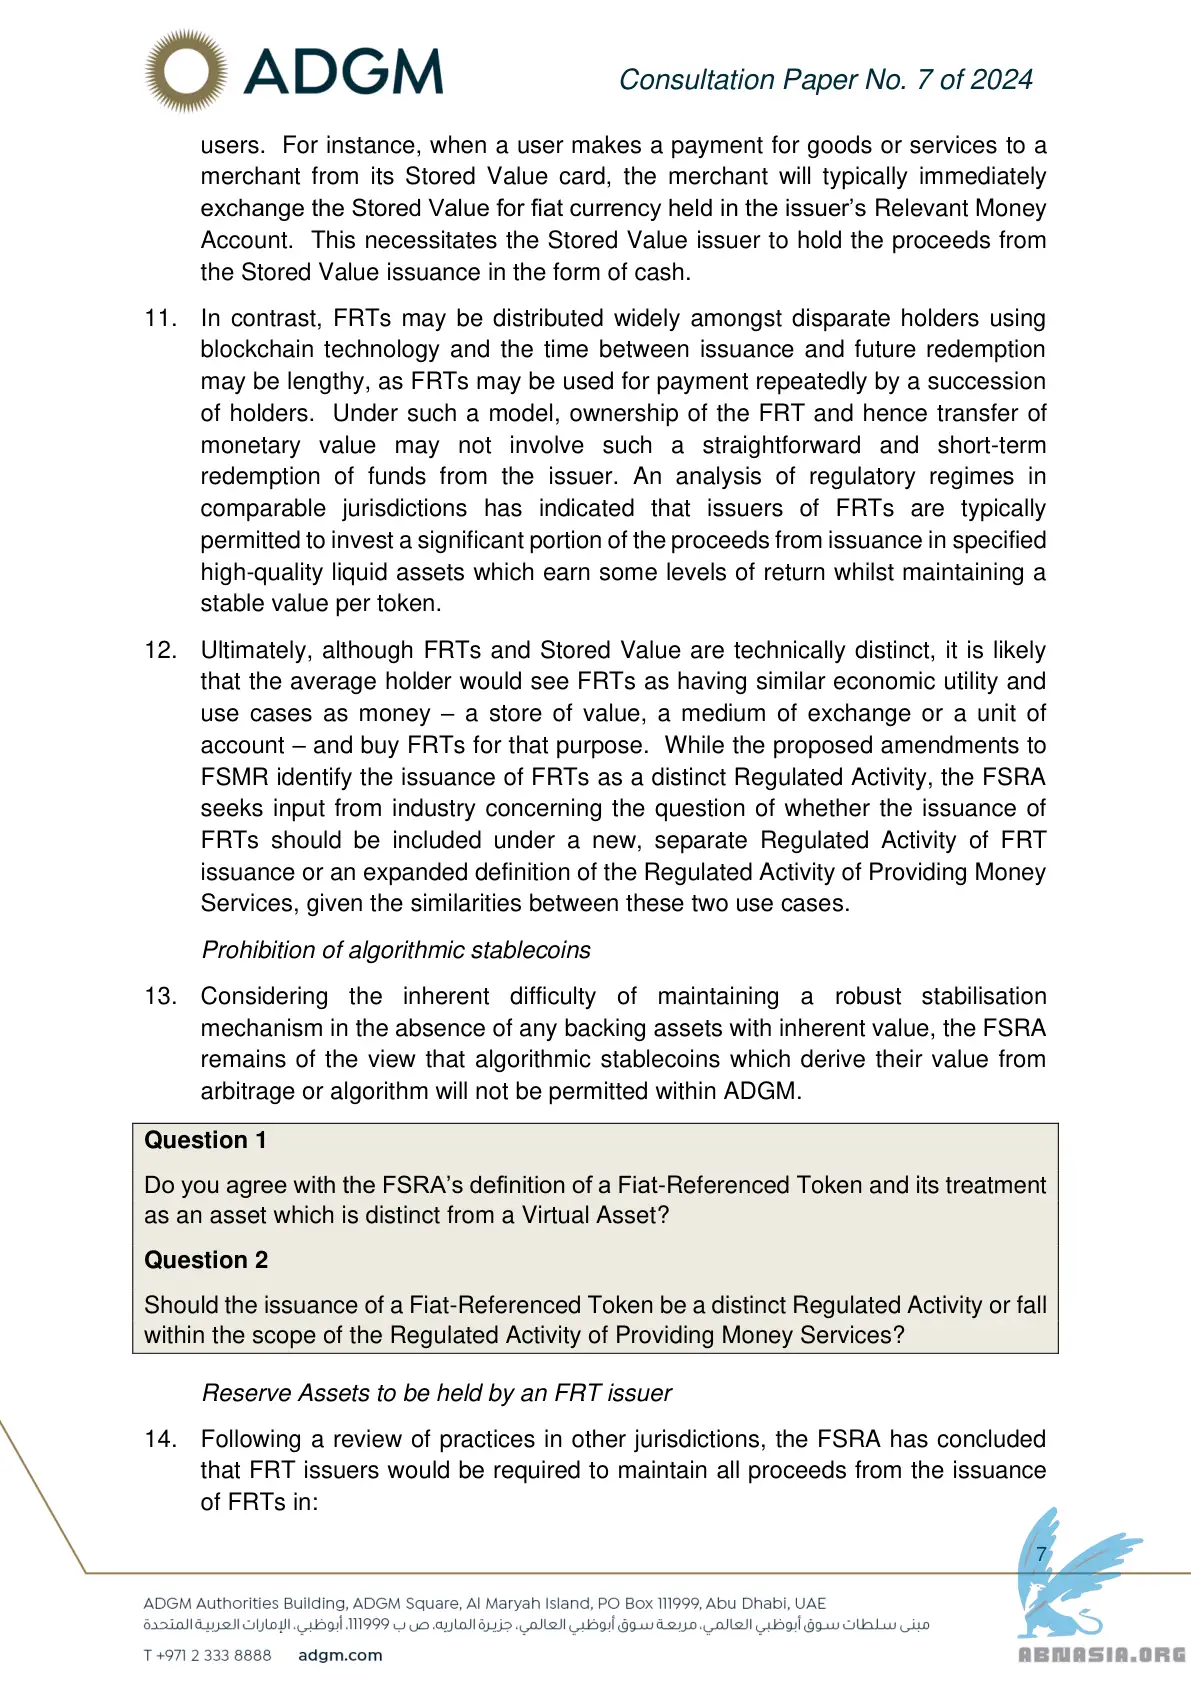 ADGM
Consultation Paper No. 7 of 2024
users. For instance, when a user makes a payment for goods or services to a
merchant from its Stored Value card, the merchant will typically immediately
exchange the Stored Value for fiat currency held in the issuer’s Relevant Money
Account. This necessitates the Stored Value issuer to hold the proceeds from
the Stored Value issuance in the form of cash.
11. In contrast, FRTs may be distributed widely amongst disparate holders using
blockchain technology and the time between issuance and future redemption
may be lengthy, as FRTs may be used for payment repeatedly by a succession
of holders. Under such a model, ownership of the FRT and hence transfer of
monetary value may not involve such a straightforward and short-term
redemption of funds from the issuer. An analysis of regulatory regimes in
comparable jurisdictions has indicated that issuers of FRTs are typically
permitted to invest a significant portion of the proceeds from issuance in specified
high-quality liquid assets which earn some levels of return whilst maintaining a
stable value per token.
12. Ultimately, although FRTs and Stored Value are technically distinct, it is likely
that the average holder would see FRTs as having similar economic utility and
use cases as money – a store of value, a medium of exchange or a unit of
account – and buy FRTs for that purpose. While the proposed amendments to
FSMR identify the issuance of FRTs as a distinct Regulated Activity, the FSRA
seeks input from industry concerning the question of whether the issuance of
FRTs should be included under a new, separate Regulated Activity of FRT
issuance or an expanded definition of the Regulated Activity of Providing Money
Services, given the similarities between these two use cases.
Prohibition of algorithmic stablecoins
13. Considering the inherent difficulty of maintaining a robust stabilisation
mechanism in the absence of any backing assets with inherent value, the FSRA
remains of the view that algorithmic stablecoins which derive their value from
arbitrage or algorithm will not be permitted within ADGM.
Question 1
Do you agree with the FSRA’s definition of a Fiat-Referenced Token and its treatment
as an asset which is distinct from a Virtual Asset?
Question 2
Should the issuance of a Fiat-Referenced Token be a distinct Regulated Activity or fall
within the scope of the Regulated Activity of Providing Money Services?
Reserve Assets to be held by an FRT issuer
14. Following a review of practices in other jurisdictions, the FSRA has concluded
that FRT issuers would be required to maintain all proceeds from the issuance
of FRTs in:
7
ADGM Authorities Building, ADGM Square, Al Maryah Island, PO Box 111999, Abu Dhabi, UAE
مبنى سلطات سوق أبوظبي العالمي، مربعة سوق أبوظبي العالمي، جزيرة الماريه، ص ب 111999، أبوظبي، الإمارات العربية المتحدة
T +971 2 333 8888 adgm.com
ABNASIA.ORG